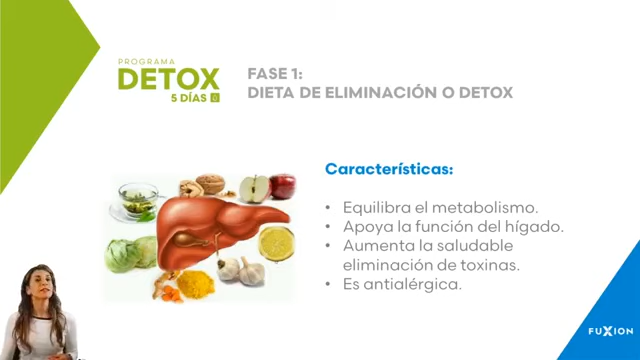 PROGRAMA
DETOX
5 DÍAS
FASE 1:
DIETA DE ELIMINACIÓN O DETOX
Características:
• Equilibra el metabolismo.
• Apoya la función del hígado.
• Aumenta la saludable
eliminación de toxinas.
• Es antialérgica.
FUXION